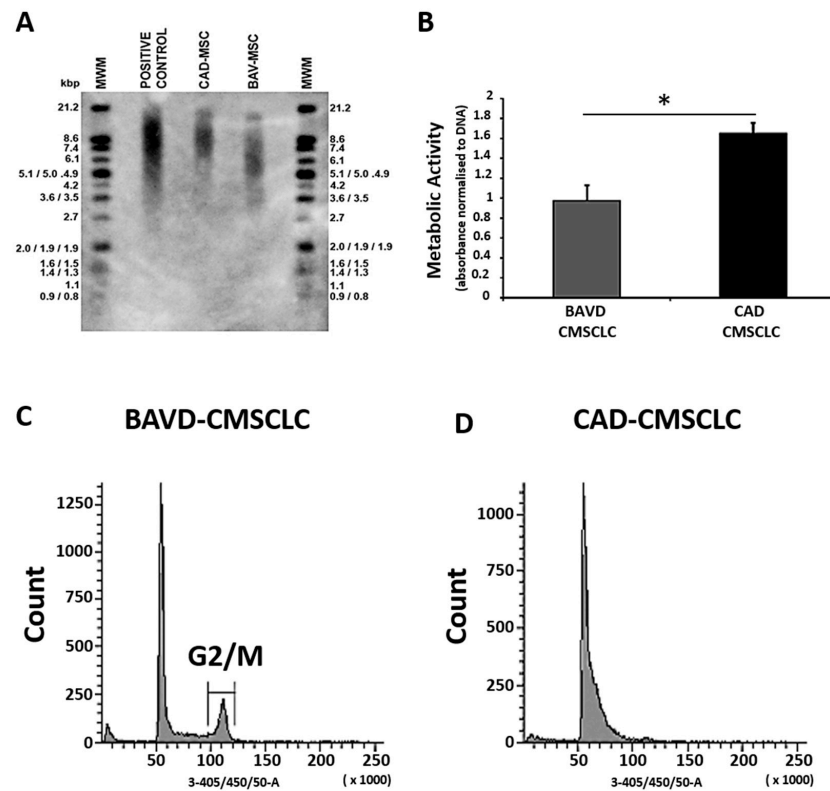 A
kbp
MWM
POSITIVE
CONTROL
CAD-MSC
BAV-MSC
MWM
21.2
8.6
7.4
6.1
5.1 / 5.0 .4.9
4.2
3.6 / 3.5
2.7
2.0 / 1.9 / 1.9
1.6 / 1.5
1.4 / 1.3
1.1
0.9 / 0.8
21.2
8.6
7.4
6.1
5.1 / 5.0 .4.9
4.2
3.6 / 3.5
2.7
2.0 / 1.9 / 1.9
1.6 / 1.5
1.4 / 1.3
1.1
0.9 / 0.8
B
Metabolic Activity
(absorbance normalised to DNA)
2
1.8
1.6
1.4
1.2
1
0.8
0.6
0.4
0.2
0
*
BAVD
CMSCLC
CAD
CMSCLC
C
BAVD-CMSCLC
Count
1250
1000
750
500
250
0
G2/M
50 100 150 200 250
3-405/450/50-A
( x 1000)
D
CAD-CMSCLC
Count
1000
750
500
250
0
50 100 150 200 250
3-405/450/50-A
( x 1000)